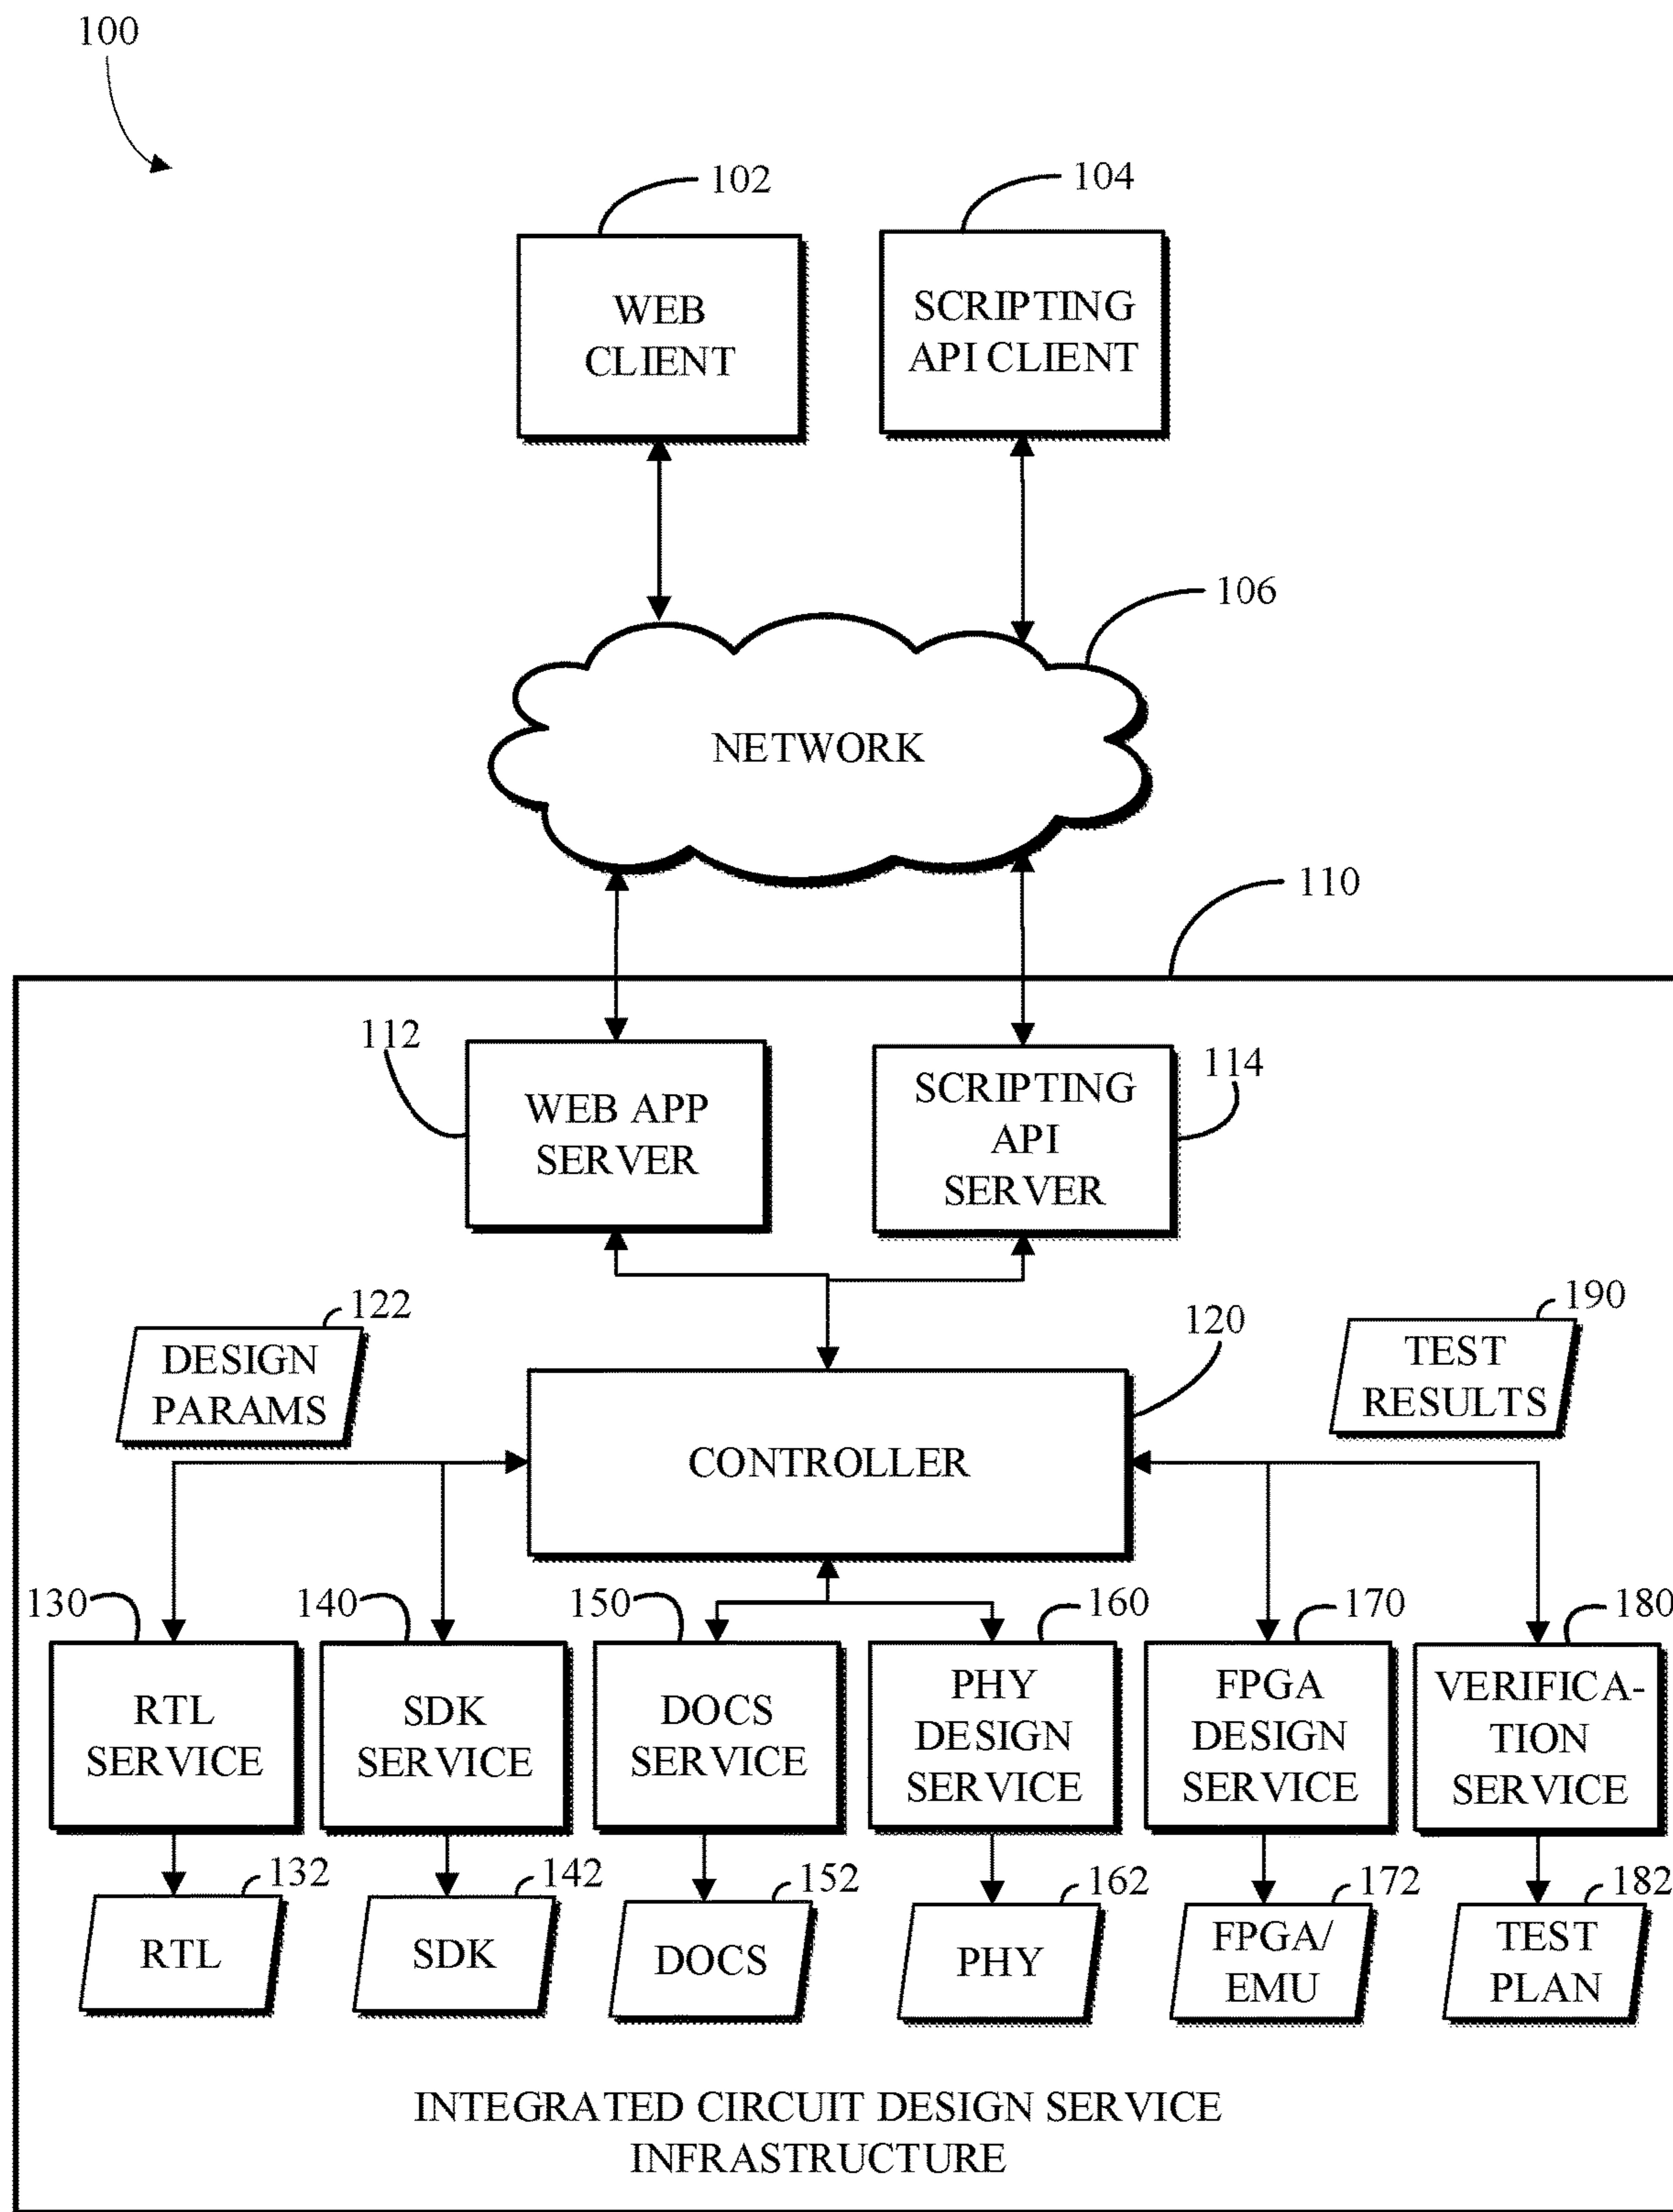 100
102
104
WEB
CLIENT
SCRIPTING
API CLIENT
106
NETWORK
110
112
WEB APP
SERVER
SCRIPTING
API
SERVER
114
122
DESIGN
PARAMS
120
CONTROLLER
190
TEST
RESULTS
130
140
150
160
170
180
RTL
SERVICE
SDK
SERVICE
DOCS
SERVICE
PHY
DESIGN
SERVICE
FPGA
DESIGN
SERVICE
VERIFICA-
TION
SERVICE
132
142
152
162
172
182
RTL
SDK
DOCS
PHY
FPGA/
EMU
TEST
PLAN
INTEGRATED CIRCUIT DESIGN SERVICE
INFRASTRUCTURE